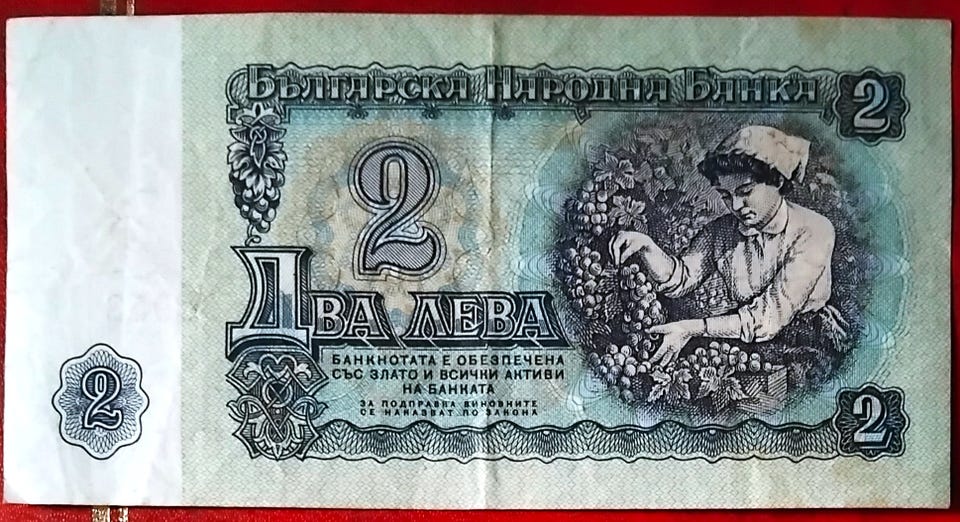 Българска Народна Банка
2
2
Два лева
БАНКНОТАТА Е ОБЕЗПЕЧЕНА
СЪС ЗЛАТО И ВСИЧКИ АКТИВИ
НА БАНКАТА
ЗА ПОДПРАВКА ВИНОВНИТЕ
СЕ НАКАЗВАТ ПО ЗАКОНА
2
2